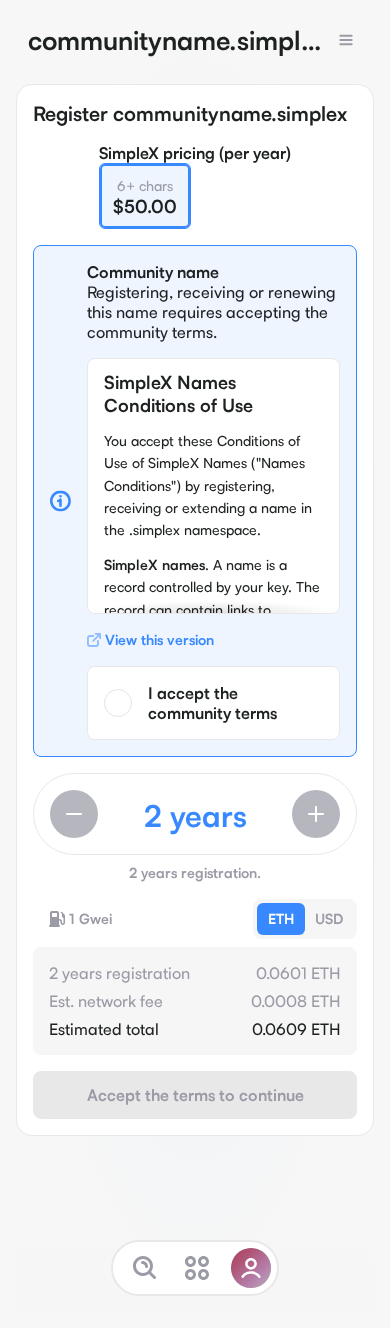 communityname.simpl...
Register communityname.simplex
SimpleX pricing (per year)
6+ chars
$50.00
Community name
Registering, receiving or renewing
this name requires accepting the
community terms.
SimpleX Names
Conditions of Use
You accept these Conditions of
Use of SimpleX Names ("Names
Conditions") by registering,
receiving or extending a name in
the .simplex namespace.
SimpleX names. A name is a
record controlled by your key. The
record can contain links to
View this version
I accept the
community terms
2 years
2 years registration.
1 Gwei
ETH
USD
2 years registration 0.0601 ETH
Est. network fee 0.0008 ETH
Estimated total 0.0609 ETH
Accept the terms to continue